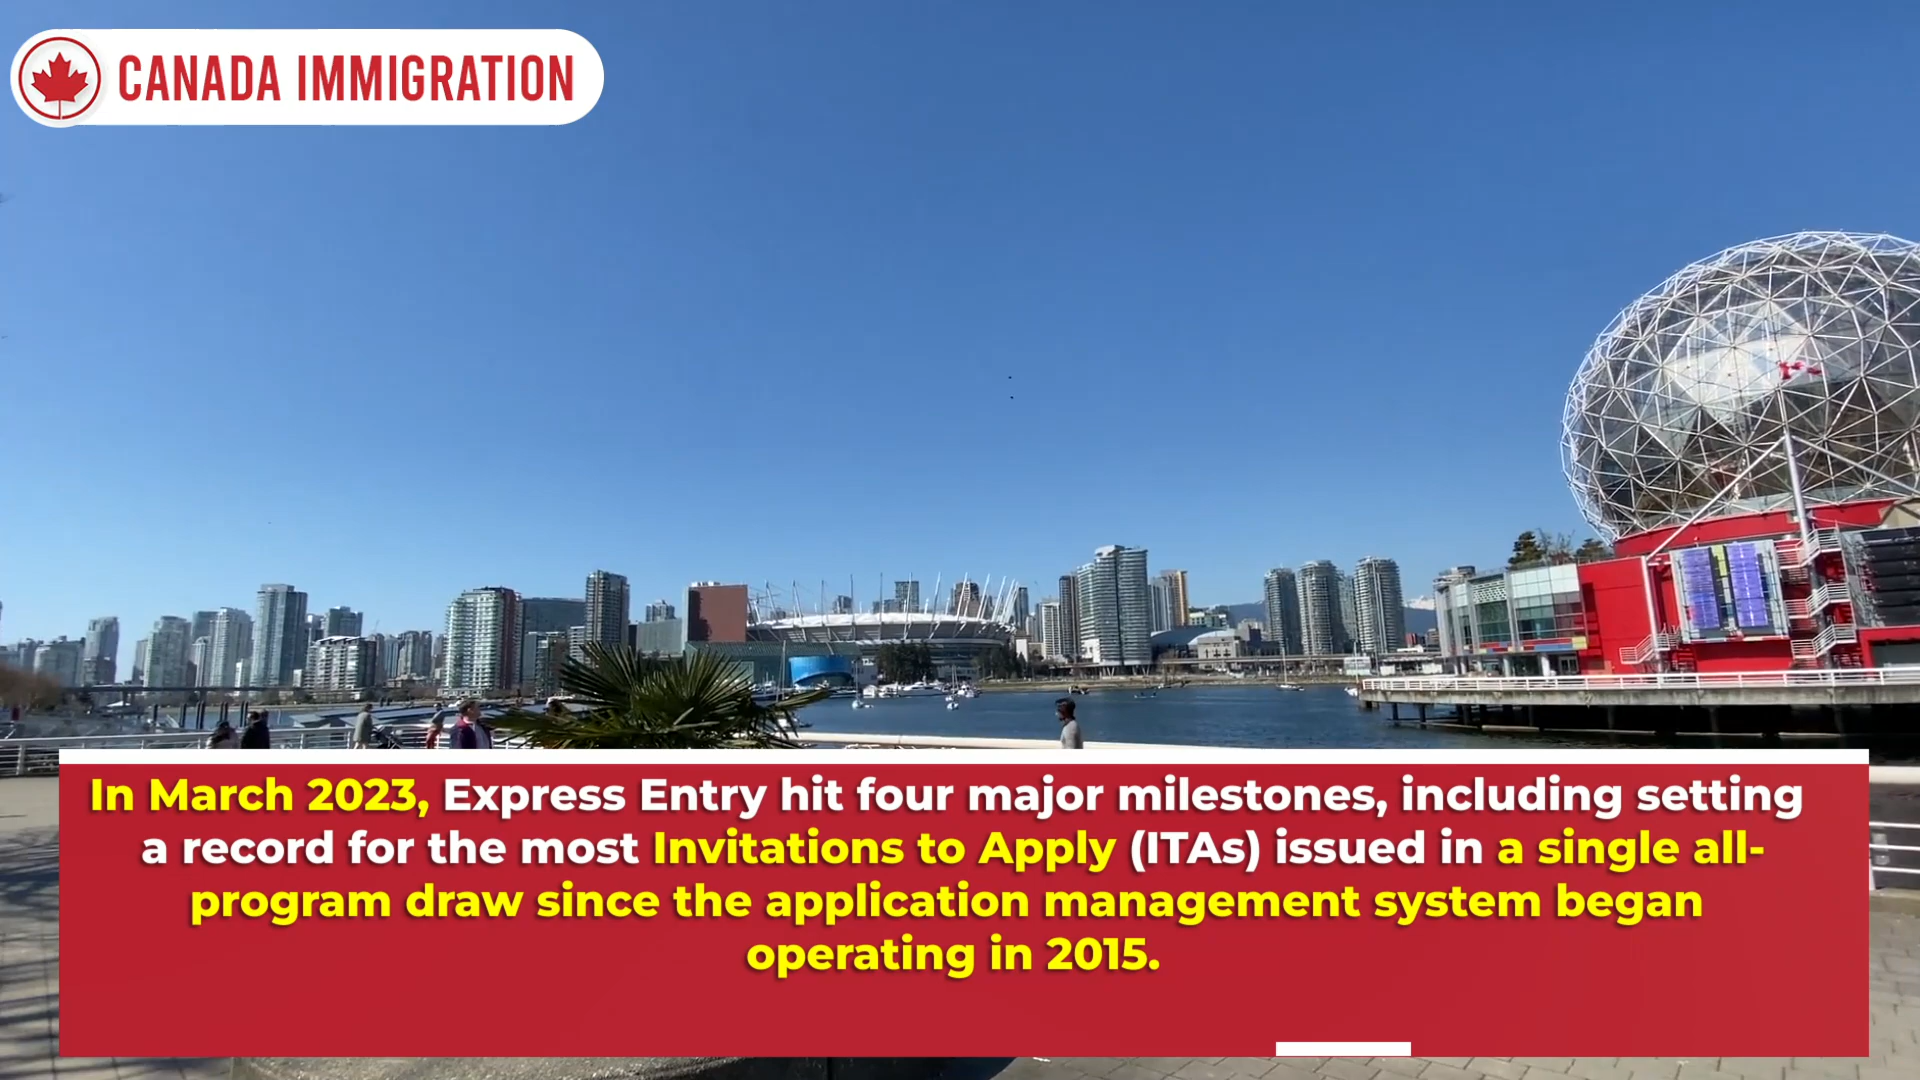 CANADA IMMIGRATION
In March 2023, Express Entry hit four major milestones, including setting
a record for the most Invitations to Apply (ITAs) issued in a single all-
program draw since the application management system began
operating in 2015.